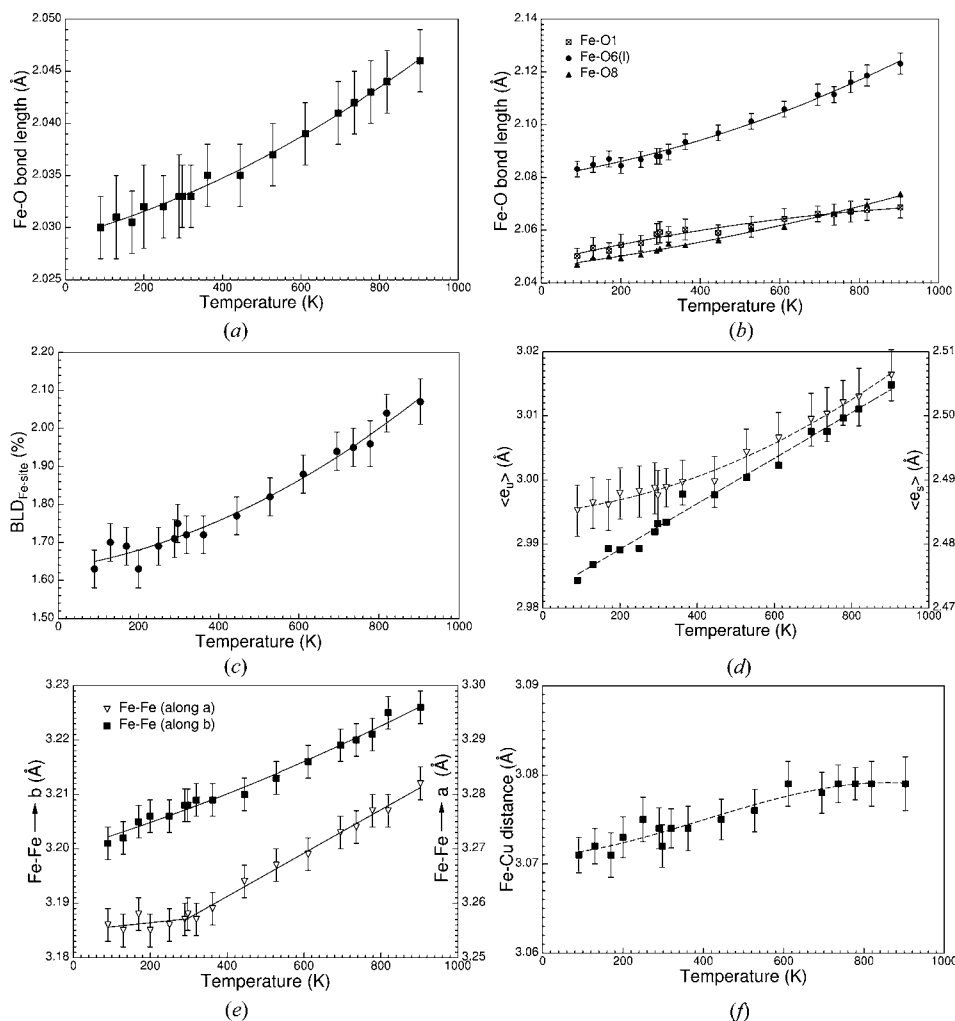 2.050
2.045
2.040
2.035
2.030
2.025
Fe-O bond length (Å)
0 200 400 600 800 1000
Temperature (K)
(a)
2.14
2.12
2.10
2.08
2.06
2.04
Fe-O bond length (Å)
Fe-O1
Fe-O6(l)
Fe-O8
0 200 400 600 800 1000
Temperature (K)
(b)
2.20
2.10
2.00
1.90
1.80
1.70
1.60
1.50
BLD Fe-site (%)
0 200 400 600 800 1000
Temperature (K)
(c)
3.02
3.01
3.00
2.99
2.98
<eu> (Å)
2.51
2.50
2.49
2.48
2.47
<es> (Å)
0 200 400 600 800 1000
Temperature (K)
(d)
3.23
3.22
3.21
3.20
3.19
3.18
Fe-Fe → b (Å)
Fe-Fe (along a)
Fe-Fe (along b)
3.30
3.29
3.28
3.27
3.26
3.25
Fe-Fe → a (Å)
0 200 400 600 800 1000
Temperature (K)
(e)
3.09
3.08
3.07
3.06
Fe-Cu distance (Å)
0 200 400 600 800 1000
Temperature (K)
(f)